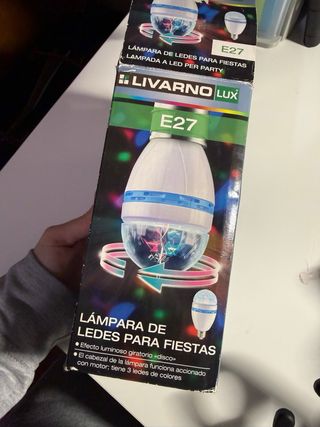 E27
LÁMPARA DE LEDES PARA FIESTAS
LAMPADA A LED PER PARTY
LIVARNO LUX
E27
LÁMPARA DE
LEDES PARA FIESTAS
• Efecto luminoso giratorio «disco»
• El cabezal de la lámpara funciona accionado
con motor; tiene 3 ledes de colores